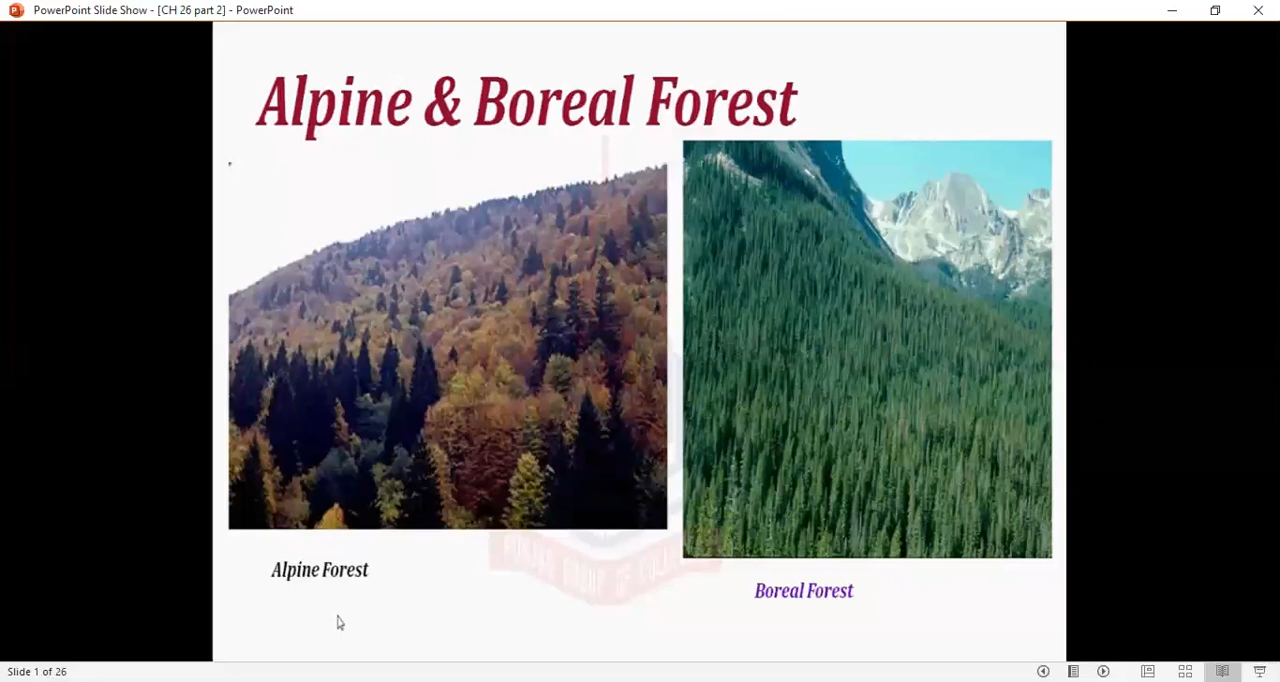 PowerPoint Slide Show - [CH 26 part 2] - PowerPoint
Alpine & Boreal Forest
Alpine Forest
Boreal Forest
Slide 1 of 26